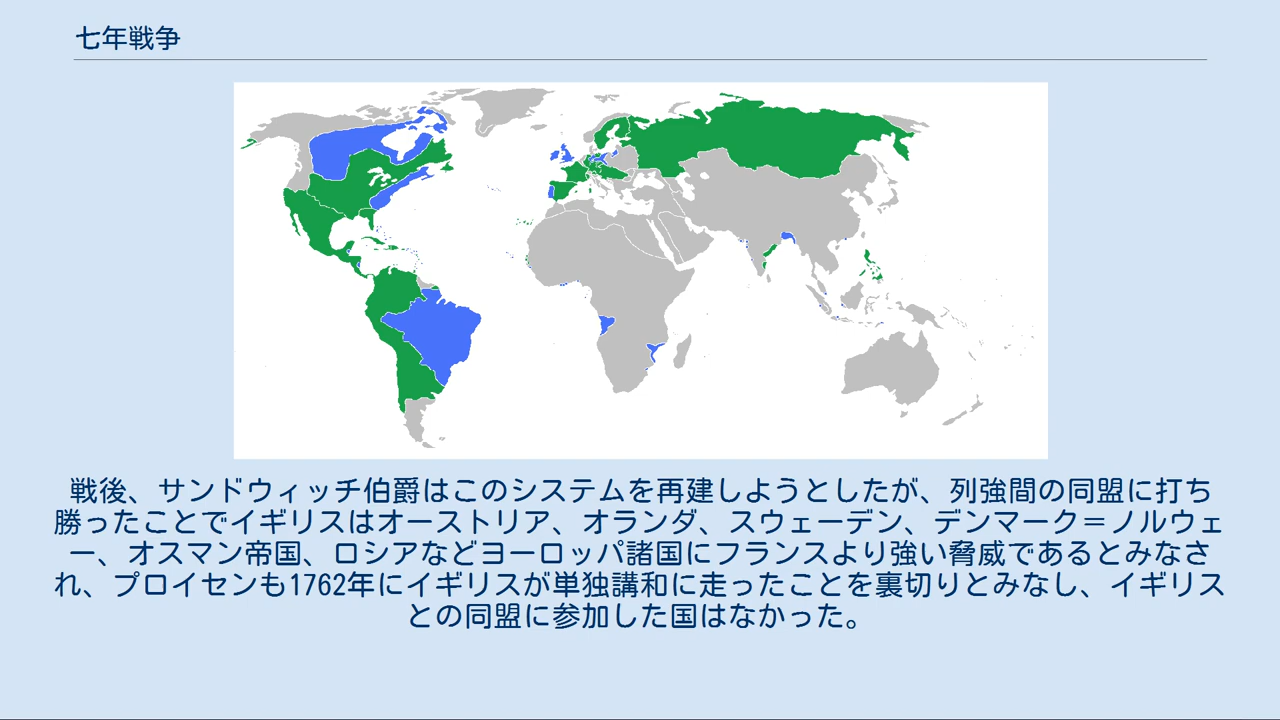 七年戦争
戦後、サンドウィッチ伯爵はこのシステムを再建しようとしたが、列強間の同盟に打ち
勝ったことでイギリスはオーストリア、オランダ、スウェーデン、デンマーク＝ノルウェ
ー、オスマン帝国、ロシアなどヨーロッパ諸国にフランスより強い脅威であるとみなさ
れ、プロイセンも1762年にイギリスが単独講和に走ったことを裏切りとみなし、イギリス
との同盟に参加した国はなかった。